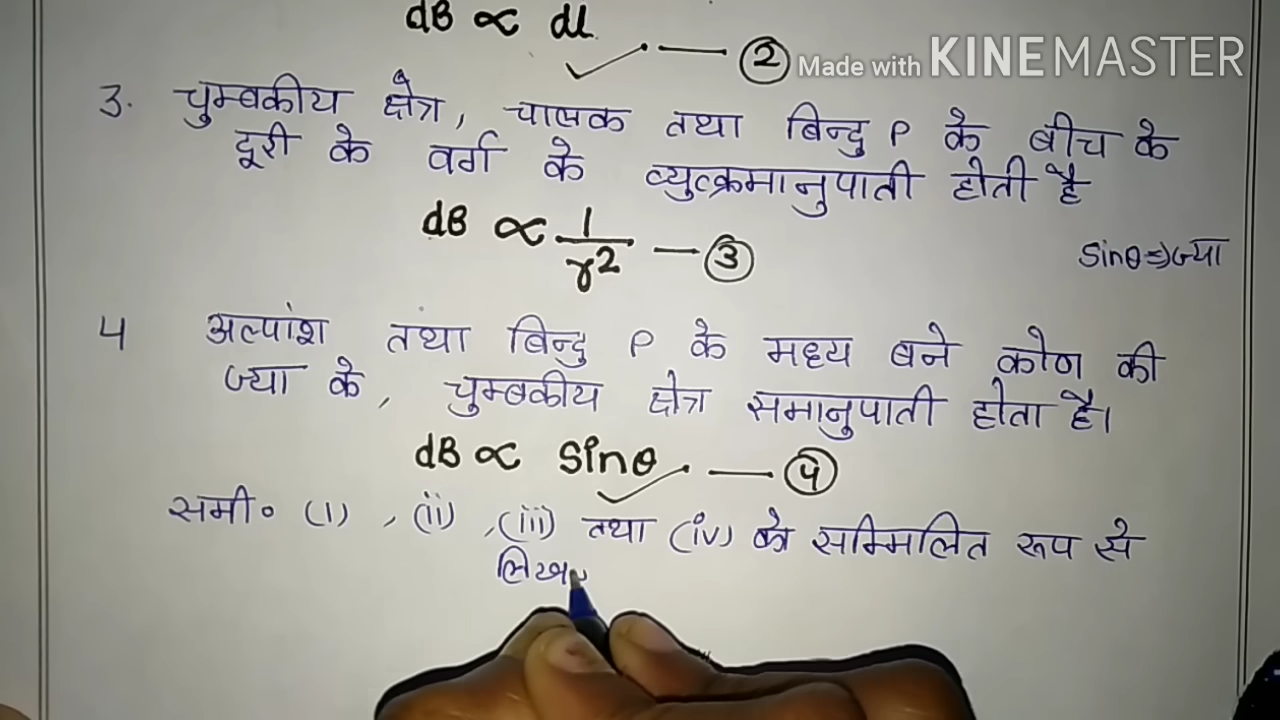 dB ∝ dl
② Made with KINEMASTER
3. चुम्बकीय क्षेत्र, चालक तथा बिन्दु P के बीच के
दूरी के वर्ग के व्युत्क्रमानुपाती होती है
dB ∝ 1/r² — ③
sinθ⇒ज्या
4 अल्पांश तथा बिन्दु P के मध्य बने कोण की
ज्या के, चुम्बकीय क्षेत्र समानुपाती होता है।
dB ∝ sinθ — ④
समी० (i), (ii), (iii) तथा (iv) को सम्मिलित रूप से
लिख